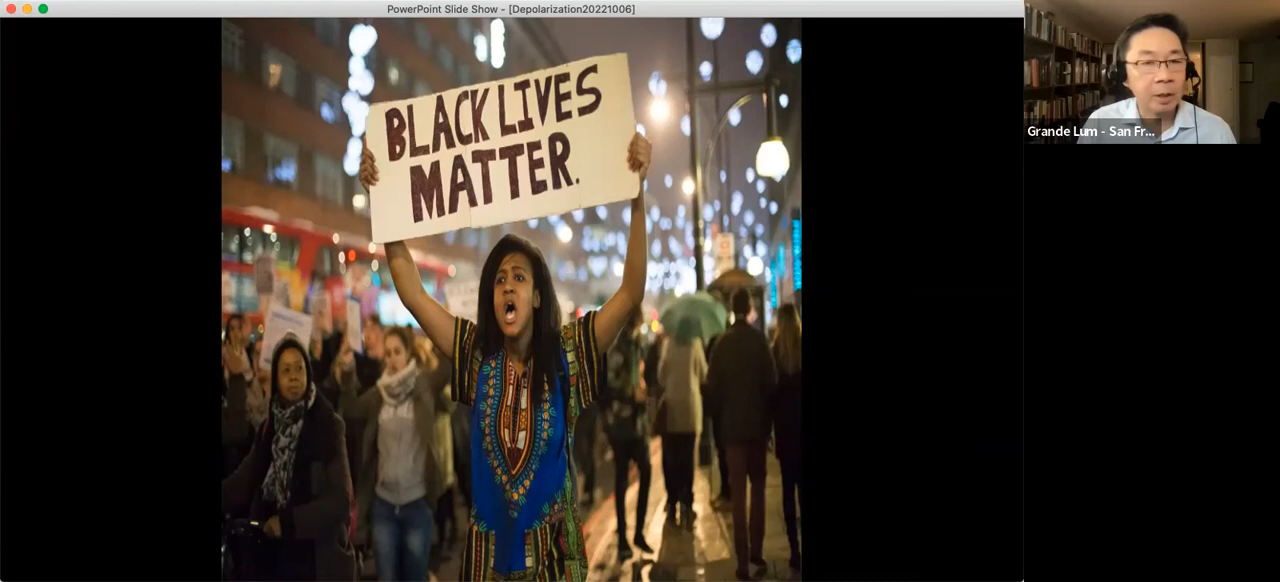 PowerPoint Slide Show - [Depolarization20221006]
BLACK LIVES
MATTER.
Grande Lum - San Fr...